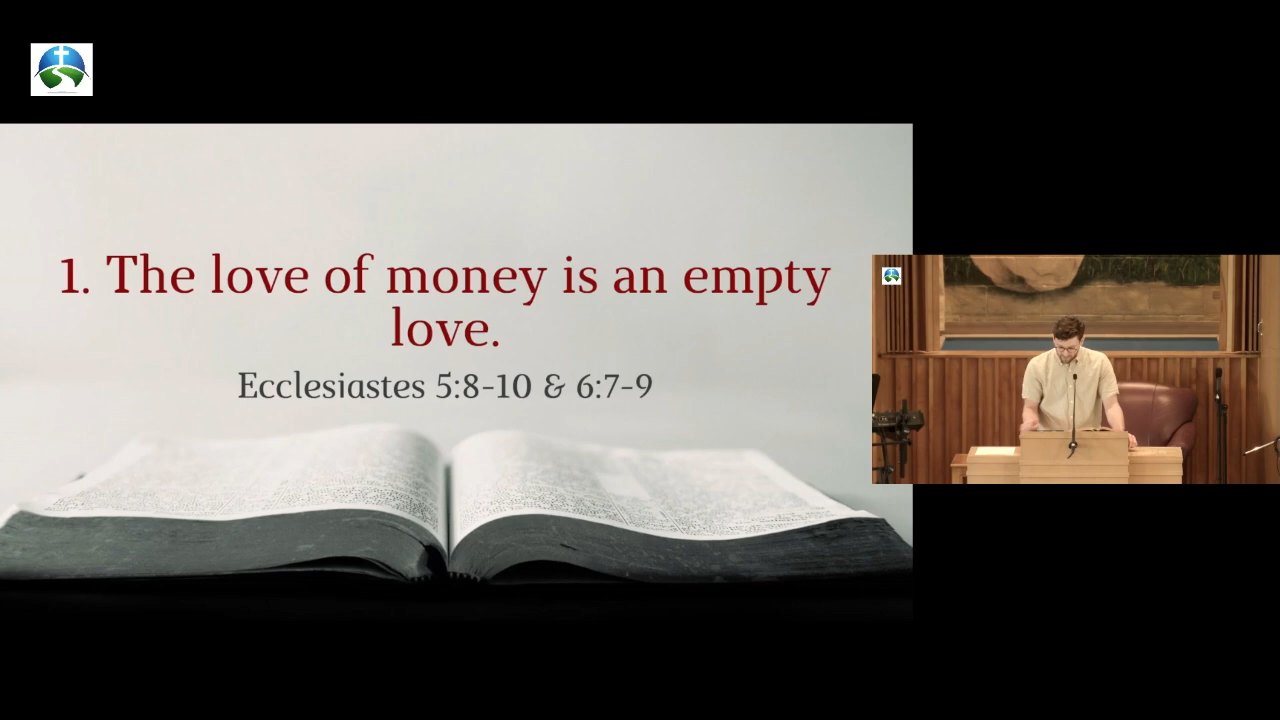 1. The love of money is an empty
love.
Ecclesiastes 5:8-10 & 6:7-9